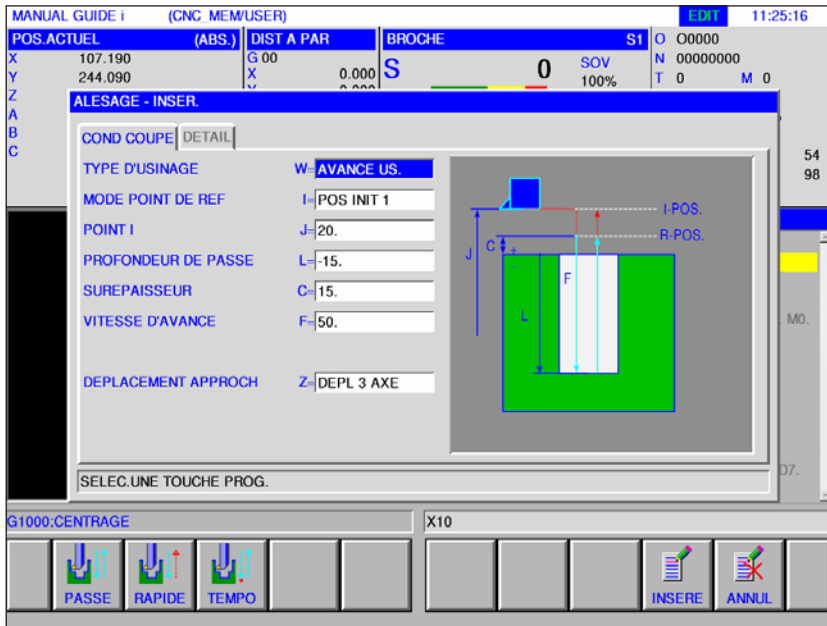 MANUAL GUIDE i (CNC_MEM/USER) EDIT 11:25:16
POS.ACTUEL (ABS.) DIST A PAR BROCHE S1 O O0000
X 107.190 G 00 N 00000000
Y 244.090 X 0.000 S 0 SOV 100% T 0 M 0
Z
A
B
C
54
98
ALESAGE - INSER.
COND COUPE DETAIL
TYPE D'USINAGE W= AVANCE US.
MODE POINT DE REF I= POS INIT 1
POINT I J= 20.
PROFONDEUR DE PASSE L= -15.
SUREPAISSEUR C= 15.
VITESSE D'AVANCE F= 50.
DEPLACEMENT APPROCH Z= DEPL 3 AXE
I-POS.
R-POS.
J
C
+
-
F
L
M0.
D7.
SELEC.UNE TOUCHE PROG.
G1000:CENTRAGE X10
PASSE RAPIDE TEMPO INSERE ANNUL